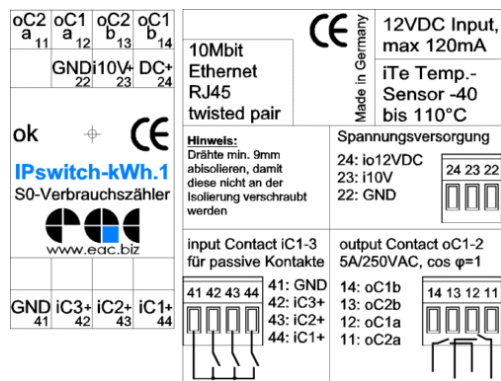 oC2 oC1 oC2 oC1
a 11 a 12 b 13 b 14
GND i10V+ DC+
22 23 24
ok CE
IPswitch-kWh.1
S0-Verbrauchszähler
eac
www.eac.biz
GND iC3+ iC2+ iC1+
41 42 43 44
10Mbit
Ethernet
RJ45
twisted pair
CE
Made in Germany
12VDC Input,
max 120mA
iTe Temp.-
Sensor -40
bis 110°C
Hinweis:
Drähte min. 9mm
abisolieren, damit
diese nicht an der
Isolierung verschraubt
werden
Spannungsversorgung
24: io12VDC
23: i10V
22: GND
24 23 22
input Contact iC1-3
für passive Kontakte
41 42 43 44
41: GND
42: iC3+
43: iC2+
44: iC1+
output Contact oC1-2
5A/250VAC, cos φ=1
14: oC1b
13: oC2b
12: oC1a
11: oC2a
14 13 12 11